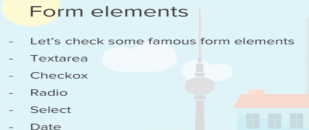 Form elements
- Let's check some famous form elements
- Textarea
- Checkox
- Radio
- Select
- Date